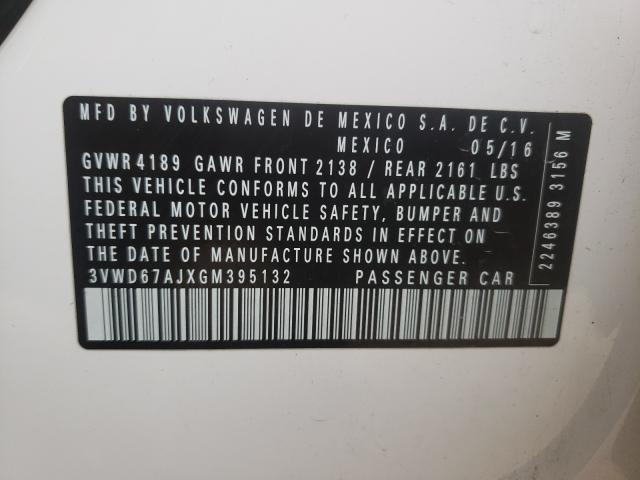 MFD BY VOLKSWAGEN DE MEXICO S.A. DE C.V.
MEXICO 05/16
GVWR 4189 GAWR FRONT 2138 / REAR 2161 LBS
THIS VEHICLE CONFORMS TO ALL APPLICABLE U.S.
FEDERAL MOTOR VEHICLE SAFETY, BUMPER AND
THEFT PREVENTION STANDARDS IN EFFECT ON
THE DATE OF MANUFACTURE SHOWN ABOVE.
3VWD67AJXGM395132 PASSENGER CAR
2246389 3156 M